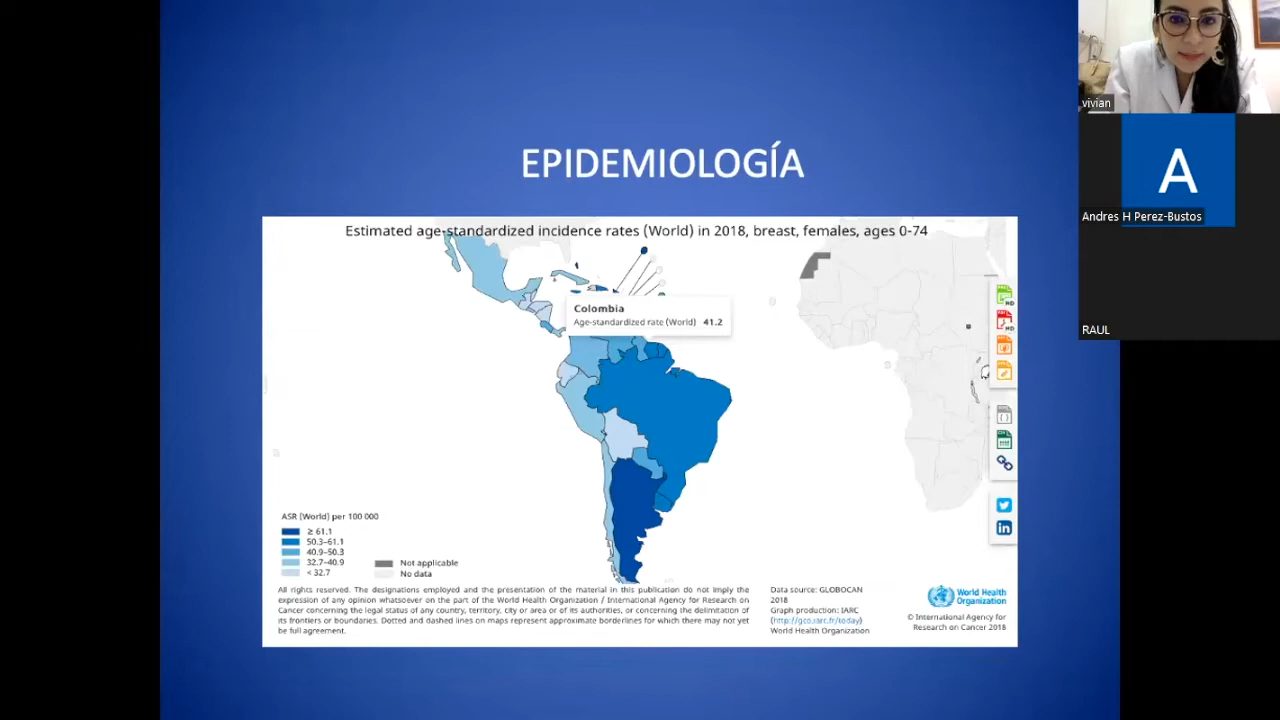 EPIDEMIOLOGÍA
Estimated age-standardized incidence rates (World) in 2018, breast, females, ages 0-74
Colombia
Age-standardized rate (World) 41.2
ASR (World) per 100 000
≥ 61.1
50.3–61.1
40.9–50.3
32.7–40.9
< 32.7
Not applicable
No data
All rights reserved. The designations employed and the presentation of the material in this publication do not imply the
expression of any opinion whatsoever on the part of the World Health Organization / International Agency for Research on
Cancer concerning the legal status of any country, territory, city or area or of its authorities, or concerning the delimitation of
its frontiers or boundaries. Dotted and dashed lines on maps represent approximate borderlines for which there may not yet
be full agreement.
Data source: GLOBOCAN
2018
Graph production: IARC
(http://gco.iarc.fr/today)
World Health Organization
World Health
Organization
© International Agency for
Research on Cancer 2018
vivian
A
Andres H Perez-Bustos
RAUL